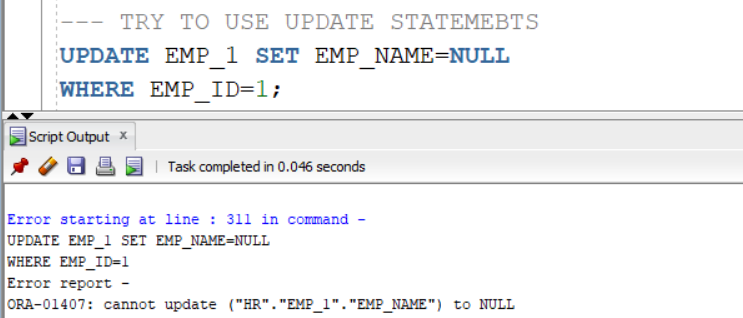 --- TRY TO USE UPDATE STATEMEBTS
UPDATE EMP_1 SET EMP_NAME=NULL
WHERE EMP_ID=1;
Script Output x
Task completed in 0.046 seconds
Error starting at line : 311 in command -
UPDATE EMP_1 SET EMP_NAME=NULL
WHERE EMP_ID=1
Error report -
ORA-01407: cannot update ("HR"."EMP_1"."EMP_NAME") to NULL